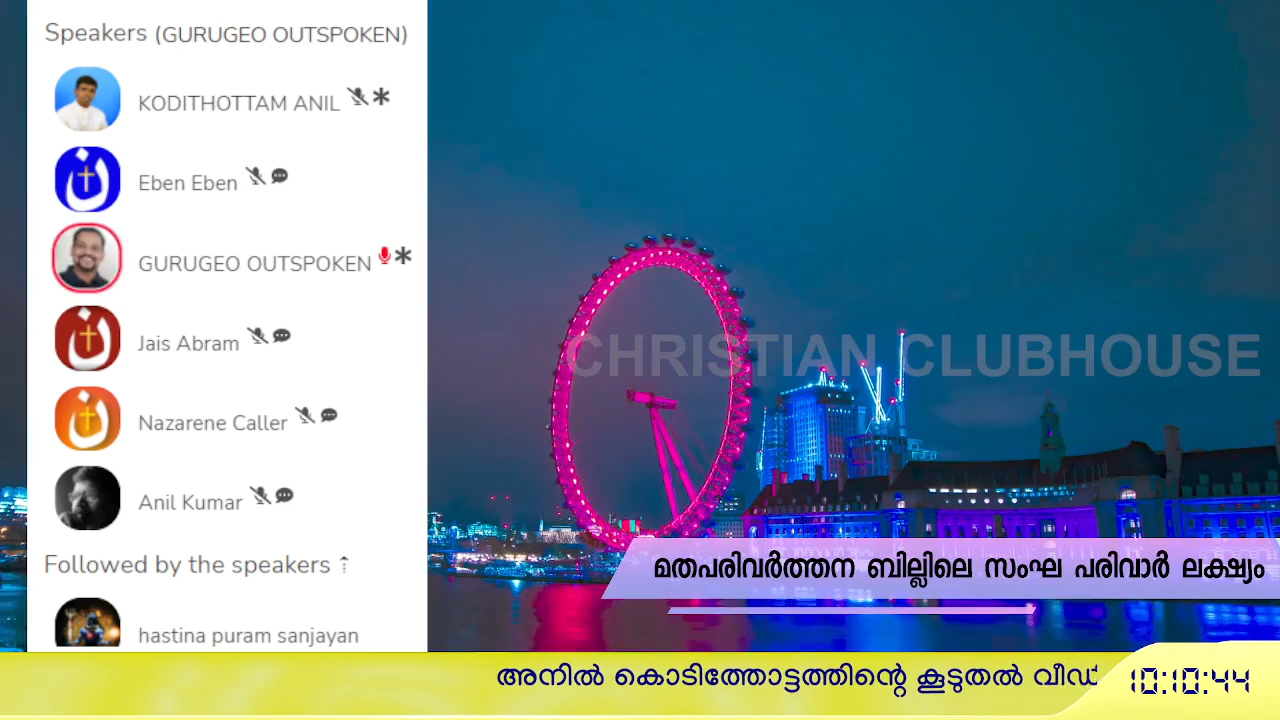 Speakers (GURUGEO OUTSPOKEN)
KODITHOTTAM ANIL
Eben Eben
GURUGEO OUTSPOKEN
Jais Abram
Nazarene Caller
Anil Kumar
Followed by the speakers
hastina puram sanjayan
CHRISTIAN CLUBHOUSE
മതപരിവർത്തന ബില്ലിലെ സംഘ പരിവാർ ലക്ഷ്യം
അനിൽ കൊടിത്തോട്ടത്തിന്റെ കൂടുതൽ
10:10:44